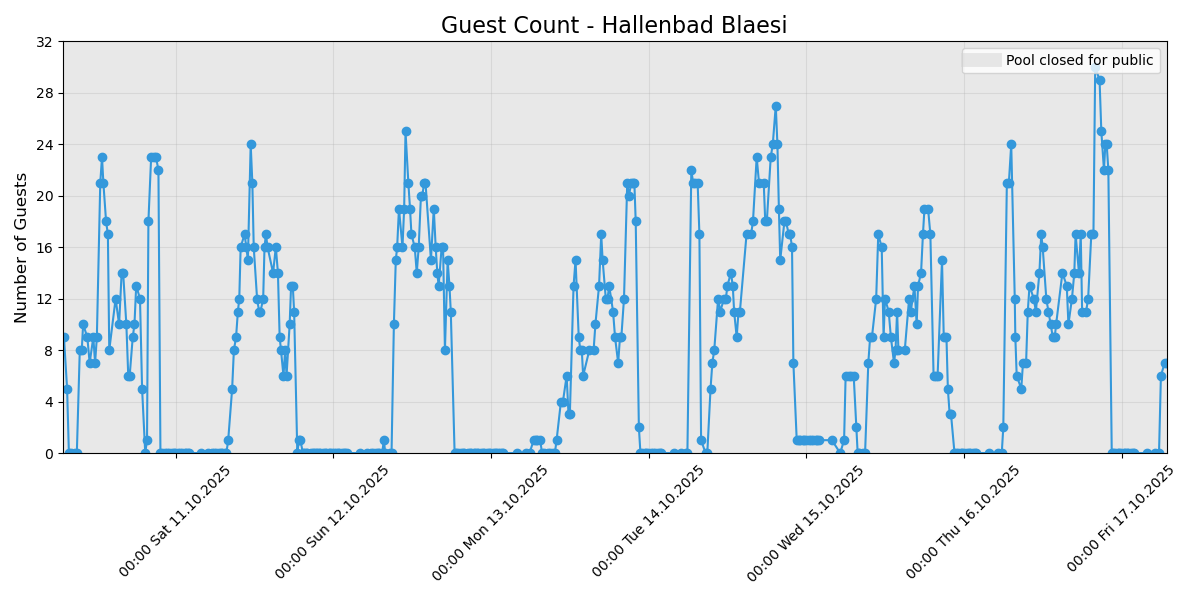 Guest Count - Hallenbad Blaesi
Pool closed for public
Number of Guests
32
28
24
20
16
12
8
4
0
00:00 Sat 11.10.2025
00:00 Sun 12.10.2025
00:00 Mon 13.10.2025
00:00 Tue 14.10.2025
00:00 Wed 15.10.2025
00:00 Thu 16.10.2025
00:00 Fri 17.10.2025